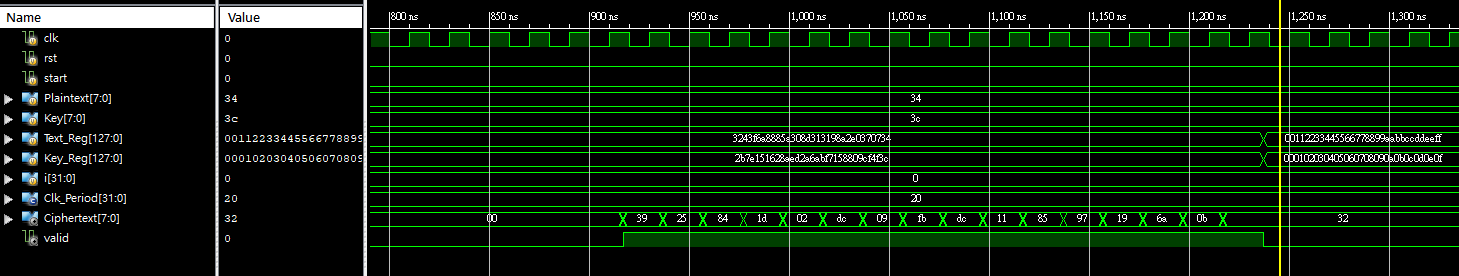 Name Value 800 ns 850 ns 900 ns 950 ns 1,000 ns 1,050 ns 1,100 ns 1,150 ns 1,200 ns 1,250 ns 1,300 ns
clk 0
rst 0
start 0
Plaintext[7:0] 34 34
Key[7:0] 3c 3c
Text_Reg[127:0] 00112233445566778899 3243f6a8885a308d313198a2e0370734 00112233445566778899aabbccddeeff
Key_Reg[127:0] 00010203040506070809 2b7e151628aed2a6abf7158809cf4f3c 000102030405060708090a0b0c0d0e0f
i[31:0] 0 0
Clk_Period[31:0] 20 20
Ciphertext[7:0] 32 00 39 25 84 1d 02 dc 09 fb dc 11 85 97 19 6a 0b 32
valid 0